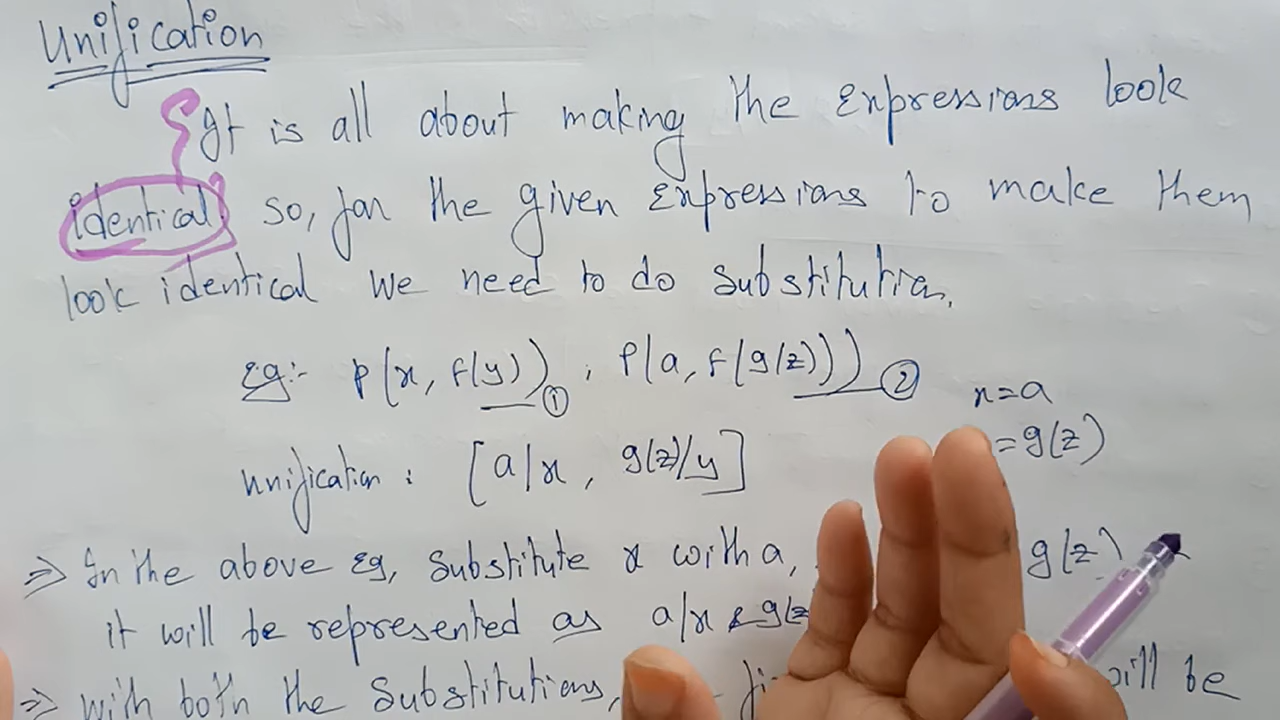 Unification
It is all about making the expressions look
identical, so, for the given expressions to make them
look identical we need to do substitution.
Eg:- p(x, f(y)) ① , p(a, f(g(z))) ②
x=a
=g(z)
unification : [a/x , g(z)/y]
⇒ In the above Eg, substitute x with a, g(z),
it will be represented as a/x & g(z
⇒ with both the substitutions, will be